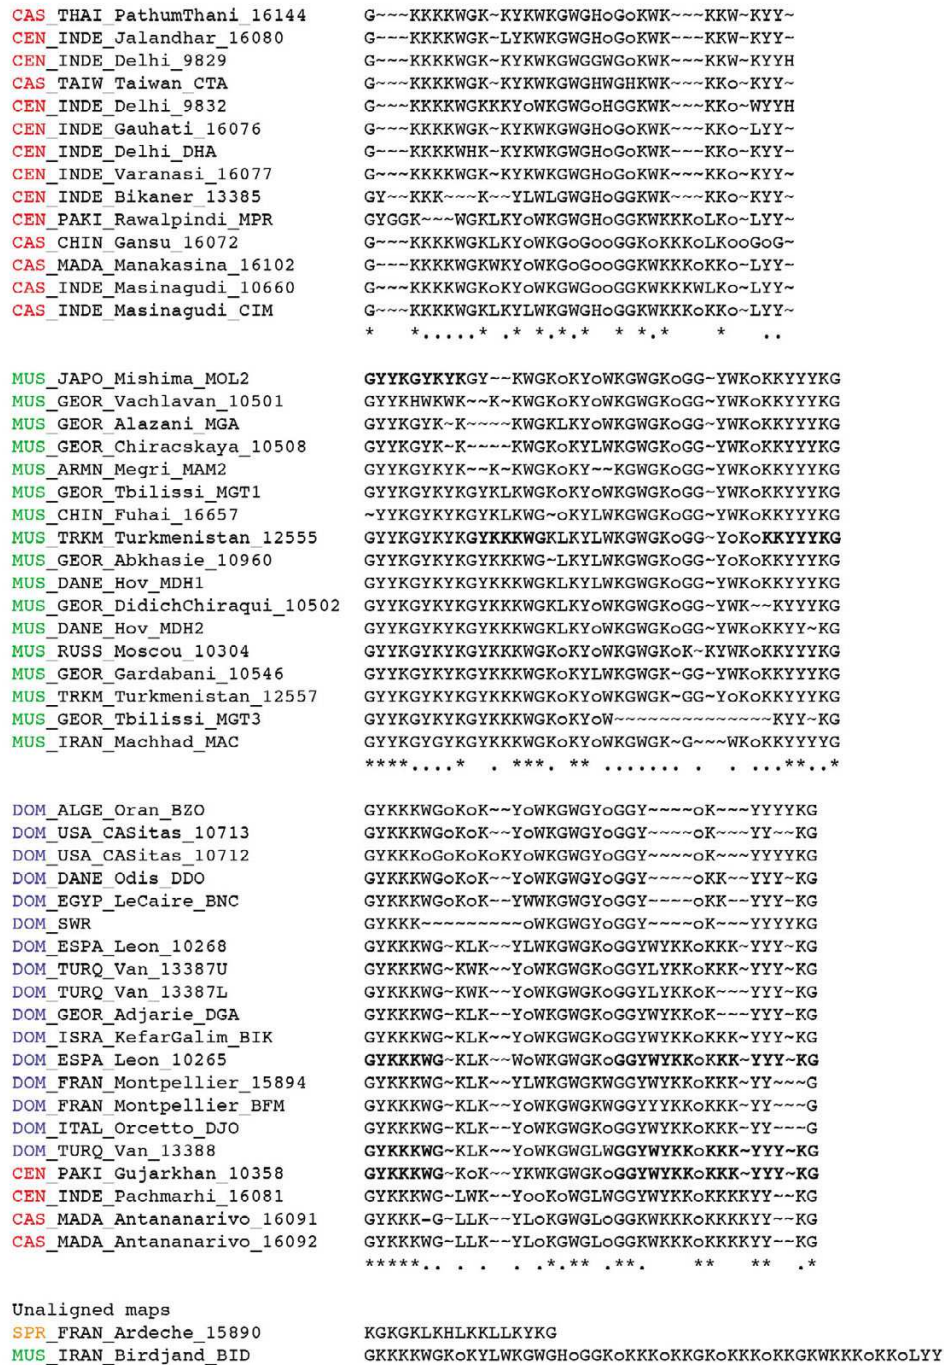 CAS_THAI_PathumThani_16144 G~~~KKKKWGK~KYKWKGWGHoGoKWK~~~KKW~KYY~
CEN_INDE_Jalandhar_16080 G~~~KKKKWGK~LYKWKGWGHoGoKWK~~~KKW~KYY~
CEN_INDE_Delhi_9829 G~~~KKKKWGK~KYKWKGWGGWGoKWK~~~KKW~KYYH
CAS_TAIW_Taiwan_CTA G~~~KKKKWGK~KYKWKGWGHWGHKWK~~~KKo~KYY~
CEN_INDE_Delhi_9832 G~~~KKKKWGKKKYoWKGWGoHGGKWK~~~KKo~WYYH
CEN_INDE_Gauhati_16076 G~~~KKKKWGK~KYKWKGWGHoGoKWK~~~KKo~LYY~
CEN_INDE_Delhi_DHA G~~~KKKKWHK~KYKWKGWGHoGoKWK~~~KKo~KYY~
CEN_INDE_Varanasi_16077 G~~~KKKKWGK~KYKWKGWGHoGoKWK~~~KKo~KYY~
CEN_INDE_Bikaner_13385 GY~~KKK~~~K~~YLWLGWGHoGGKWK~~~KKo~LYY~
CEN_PAKI_Rawalpindi_MPR GYGGK~~~WGKLKYoWKGWGHoGGKWKKKoLKo~LYY~
CAS_CHIN_Gansu_16072 G~~~KKKKWGKLKYoWKGoGooGGKoKKKoLKooGoG~
CAS_MADA_Manakasina_16102 G~~~KKKKWGKWKYoWKGoGooGGKWKKKoKKo~LYY~
CAS_INDE_Masinagudi_10660 G~~~KKKKWGKoKYoWKGWGooGGKWKKKWLKo~LYY~
CAS_INDE_Masinagudi_CIM G~~~KKKKWGKLKYLWKGWGHoGGKWKKKoKKo~LYY~
* *.....* .* *.*.* * *.* * ..
MUS_JAPO_Mishima_MOL2 GYYKGYKYKGY~~KWGKoKYoWKGWGKoGG~YWKoKKYYYKG
MUS_GEOR_Vachlavan_10501 GYYKHWKWK~~K~KWGKoKYoWKGWGKoGG~YWKoKKYYYKG
MUS_GEOR_Alazani_MGA GYYKGYK~K~~~~KWGKLKYoWKGWGKoGG~YWKoKKYYYKG
MUS_GEOR_Chiracskaya_10508 GYYKGYK~K~~~~KWGKoKYLWKGWGKoGG~YWKoKKYYYKG
MUS_ARMN_Megri_MAM2 GYYKGYKYK~~K~KWGKoKY~~KGWGKoGG~YWKoKKYYYKG
MUS_GEOR_Tbilissi_MGT1 GYYKGYKYKGYKLKWGKoKYoWKGWGKoGG~YWKoKKYYYKG
MUS_CHIN_Fuhai_16657 ~YYKGYKYKGYKLKWG~oKYLWKGWGKoGG~YWKoKKYYYKG
MUS_TRKM_Turkmenistan_12555 GYYKGYKYKGYKKKWGKLKYLWKGWGKoGG~YoKoKKYYYKG
MUS_GEOR_Abkhasie_10960 GYYKGYKYKGYKKKWG~LKYLWKGWGKoGG~YoKoKKYYYKG
MUS_DANE_Hov_MDH1 GYYKGYKYKGYKKKWGKLKYLWKGWGKoGG~YWKoKKYYYKG
MUS_GEOR_DidichChiraqui_10502 GYYKGYKYKGYKKKWGKLKYoWKGWGKoGG~YWK~~KYYYKG
MUS_DANE_Hov_MDH2 GYYKGYKYKGYKKKWGKLKYoWKGWGKoGG~YWKoKKYY~KG
MUS_RUSS_Moscou_10304 GYYKGYKYKGYKKKWGKoKYoWKGWGKoK~KYWKoKKYYYKG
MUS_GEOR_Gardabani_10546 GYYKGYKYKGYKKKWGKoKYLWKGWGK~GG~YWKoKKYYYKG
MUS_TRKM_Turkmenistan_12557 GYYKGYKYKGYKKKWGKoKYoWKGWGK~GG~YoKoKKYYYKG
MUS_GEOR_Tbilissi_MGT3 GYYKGYKYKGYKKKWGKoKYoW~~~~~~~~~~~~~~KYY~KG
MUS_IRAN_Machhad_MAC GYYKGYGYKGYKKKWGKoKYoWKGWGK~G~~~WKoKKYYYYG
****....* . ***. ** ....... . . ...**..*
DOM_ALGE_Oran_BZO GYKKKWGoKoK~~YoWKGWGYoGGY~~~~oK~~~YYYYKG
DOM_USA_CASitas_10713 GYKKKWGoKoK~~YoWKGWGYoGGY~~~~oK~~~YY~~KG
DOM_USA_CASitas_10712 GYKKKoGoKoKoKYoWKGWGYoGGY~~~~oK~~~YYYYKG
DOM_DANE_Odis_DDO GYKKKWGoKoK~~YoWKGWGYoGGY~~~~oKK~~YYY~KG
DOM_EGYP_LeCaire_BNC GYKKKWGoKoK~~YWWKGWGYoGGY~~~~oKK~~YYY~KG
DOM_SWR GYKKK~~~~~~~~~oWKGWGYoGGY~~~~oK~~~YYY~KG
DOM_ESPA_Leon_10268 GYKKKWG~KLK~~YLWKGWGKoGGYWYKKoKKK~YYY~KG
DOM_TURQ_Van_13387U GYKKKWG~KWK~~YoWKGWGKoGGYLYKKoKKK~YYY~KG
DOM_TURQ_Van_13387L GYKKKWG~KWK~~YoWKGWGKoGGYLYKKoK~~~YYY~KG
DOM_GEOR_Adjarie_DGA GYKKKWG~KLK~~YoWKGWGKoGGYWYKKoK~~~YYY~KG
DOM_ISRA_KefarGalim_BIK GYKKKWG~KLK~~YoWKGWGKoGGYWYKKoKKK~YYY~KG
DOM_ESPA_Leon_10265 GYKKKWG~KLK~~WoWKGWGKoGGYWYKKoKKK~YYY~KG
DOM_FRAN_Montpellier_15894 GYKKKWG~KLK~~YLWKGWGKWGGYWYKKoKKK~YY~~~G
DOM_FRAN_Montpellier_BFM GYKKKWG~KLK~~YoWKGWGKWGGYYYKKoKKK~YY~~~G
DOM_ITAL_Orcetto_DJO GYKKKWG~KLK~~YoWKGWGKoGGYWYKKoKKK~YY~~~G
DOM_TURQ_Van_13388 GYKKKWG~KLK~~YoWKGWGLWGGYWYKKoKKK~YYY~KG
CEN_PAKI_Gujarkhan_10358 GYKKKWG~KoK~~YKWKGWGKoGGYWYKKoKKK~YYY~KG
CEN_INDE_Pachmarhi_16081 GYKKKWG~LWK~~YooKoWGLWGGYWYKKoKKKKYY~~KG
CAS_MADA_Antananarivo_16091 GYKKK-G~LLK~~YLoKGWGLoGGKWKKKoKKKKYY~~KG
CAS_MADA_Antananarivo_16092 GYKKKWG~LLK~~YLoKGWGLoGGKWKKKoKKKKYY~~KG
*****.. . . .*.** .**. ** ** .*
Unaligned maps
SPR_FRAN_Ardeche_15890 KGKGKLKHLKKLLKYKG
MUS_IRAN_Birdjand_BID GKKKKWGKoKYLWKGWGHoGGKoKKKoKKGKoKKKoKKGKWKKKoKKoLYY